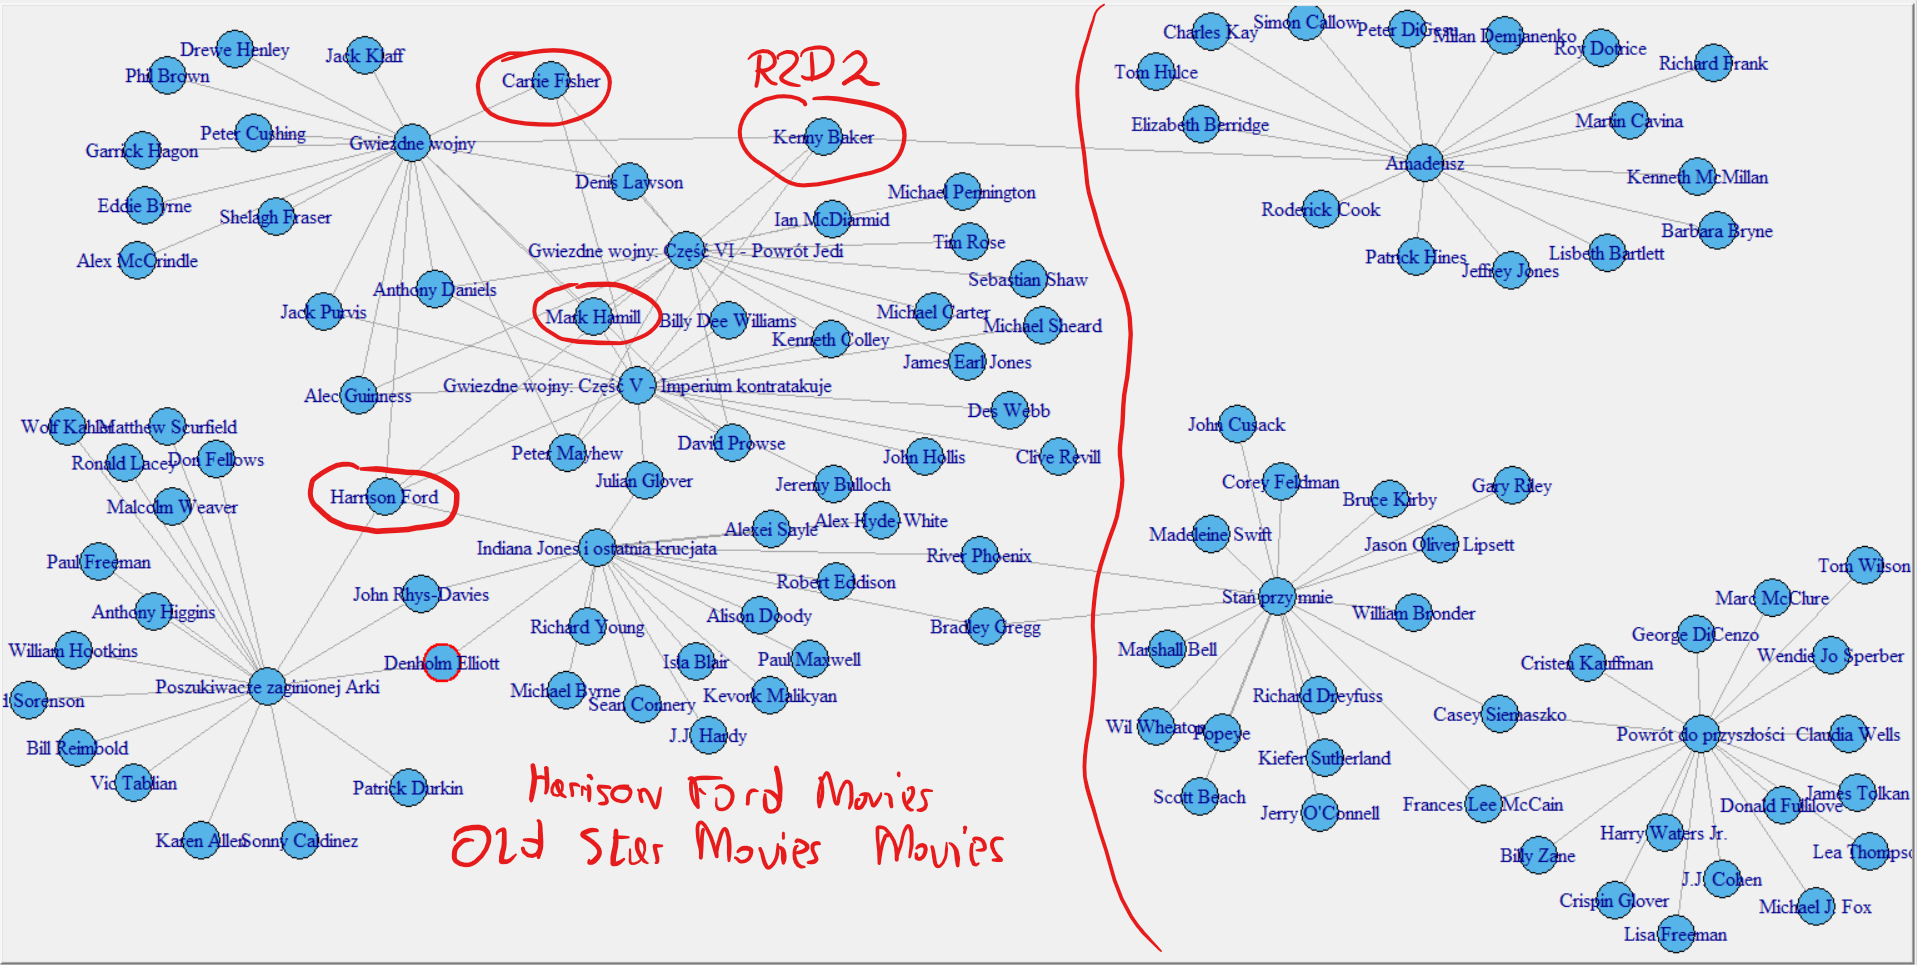 Drewe Henley
Jack Klaff
Phil Brown
Carrie Fisher
R2D2
Peter Cushing
Garrick Hagon
Gwiezdne wojny
Kenny Baker
Denis Lawson
Eddie Byrne
Shelagh Fraser
Alex McCrindle
Michael Pennington
Ian McDiarmid
Tim Rose
Gwiezdne wojny: Część VI - Powrót Jedi
Sebastian Shaw
Anthony Daniels
Jack Purvis
Mark Hamill
Billy Dee Williams
Michael Carter
Michael Sheard
Kenneth Colley
James Earl Jones
Alec Guinness
Gwiezdne wojny: Część V - Imperium kontratakuje
Des Webb
David Prowse
Peter Mayhew
John Hollis
Clive Revill
Julian Glover
Jeremy Bulloch
Wolf Kahler
Matthew Scurfield
Ronald Lacey
Don Fellows
Malcolm Weaver
Harrison Ford
Alexei Sayle
Alex Hyde-White
Indiana Jones i ostatnia krucjata
River Phoenix
Paul Freeman
Robert Eddison
John Rhys-Davies
Anthony Higgins
Alison Doody
Richard Young
Bradley Gregg
William Hootkins
Denholm Elliott
Isla Blair
Paul Maxwell
Poszukiwacze zaginionej Arki
Michael Byrne
Sean Connery
Kevork Malikyan
Sorenson
Bill Reimbold
J.J. Hardy
Vic Tablian
Patrick Durkin
Karen Allen
Sonny Caldinez
Harrison Ford Movies
Old Star Movies Movies
Charles Kay
Simon Callow
Peter DiGesu
Milan Demjanenko
Roy Dotrice
Richard Frank
Tom Hulce
Elizabeth Berridge
Martin Cavina
Amadeusz
Kenneth McMillan
Roderick Cook
Barbara Bryne
Patrick Hines
Jeffrey Jones
Lisbeth Bartlett
John Cusack
Corey Feldman
Bruce Kirby
Gary Riley
Madeleine Swift
Jason Oliver Lipsett
Tom Wilson
Stań przy mnie
William Bronder
Marc McClure
George DiCenzo
Marshall Bell
Cristen Kauffman
Wendie Jo Sperber
Richard Dreyfuss
Casey Siemaszko
Wil Wheaton
Popeye
Powrót do przyszłości
Claudia Wells
Kiefer Sutherland
Scott Beach
Jerry O'Connell
Frances Lee McCain
Donald Fullilove
James Tolkan
Harry Waters Jr.
Billy Zane
Lea
J.J. Cohen
Crispin Glover
Michael J. Fox
Lisa Freeman